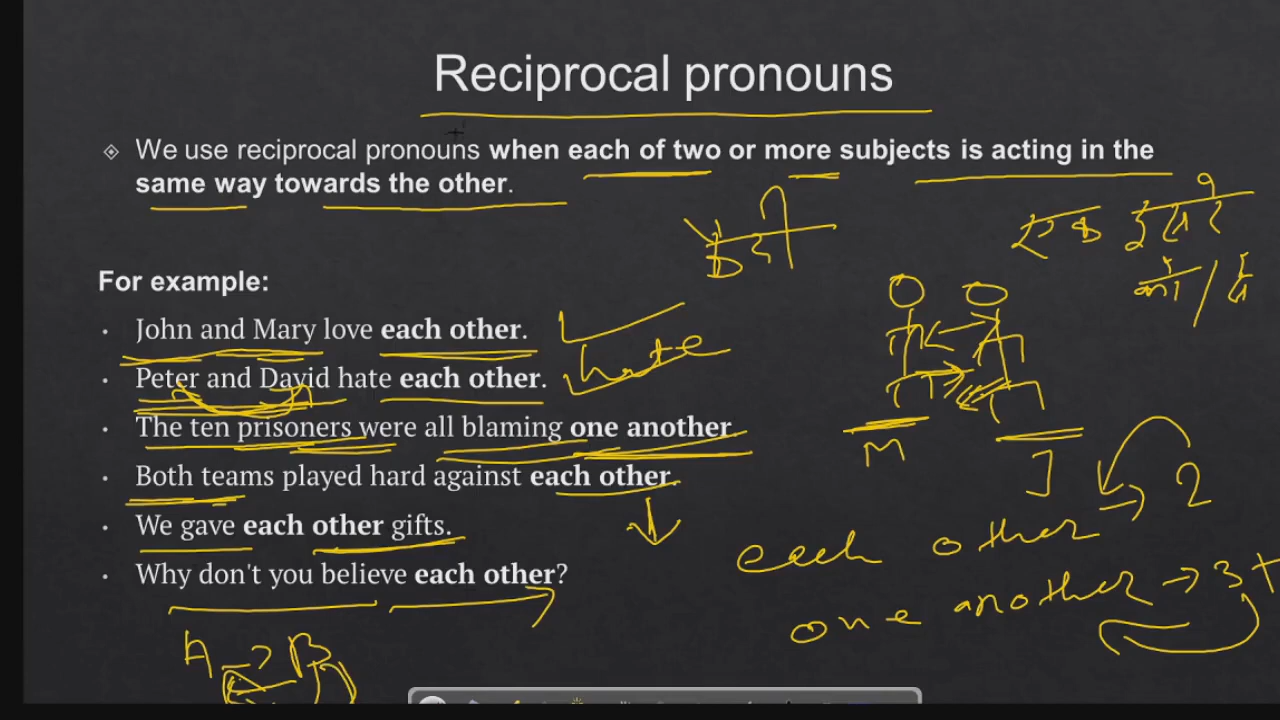 Reciprocal pronouns
We use reciprocal pronouns when each of two or more subjects is acting in the
same way towards the other.
For example:
John and Mary love each other.
hate
Peter and David hate each other.
The ten prisoners were all blaming one another
M
J
Both teams played hard against each other.
2
We gave each other gifts.
each other
Why don't you believe each other?
one another → 3+
A → B